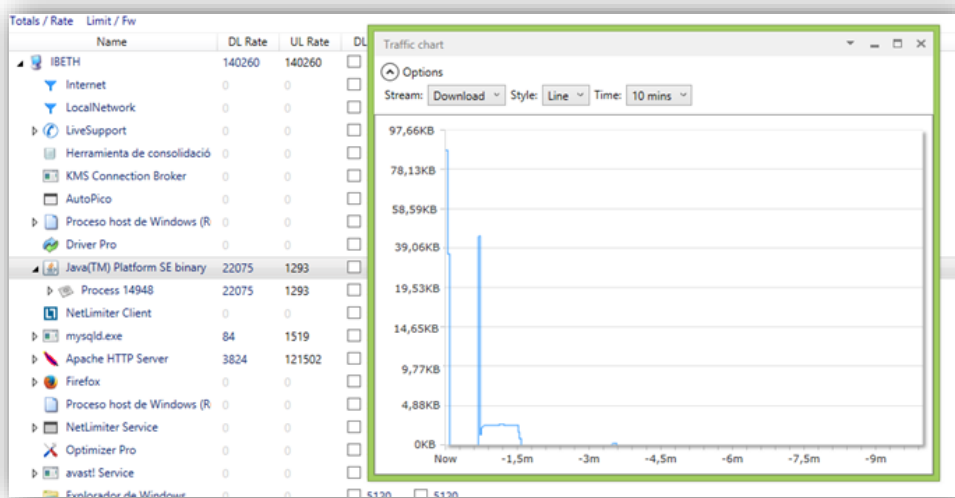 Totals / Rate Limit / Fw
Name DL Rate UL Rate DL
IBETH 140260 140260
Internet 0 0
LocalNetwork 0 0
LiveSupport 0 0
Herramienta de consolidació 0 0
KMS Connection Broker 0 0
AutoPico 0 0
Proceso host de Windows (R 0 0
Driver Pro 0 0
Java(TM) Platform SE binary 22075 1293
Process 14948 22075 1293
NetLimiter Client 0 0
mysqld.exe 84 1519
Apache HTTP Server 3824 121502
Firefox 0 0
Proceso host de Windows (R 0 0
NetLimiter Service 0 0
Optimizer Pro 0 0
avast! Service 0 0
Explorador de Windows 5120 5120
Traffic chart
Options
Stream: Download Style: Line Time: 10 mins
97,66KB
78,13KB
58,59KB
39,06KB
19,53KB
14,65KB
9,77KB
4,88KB
0KB
Now -1,5m -3m -4,5m -6m -7,5m -9m